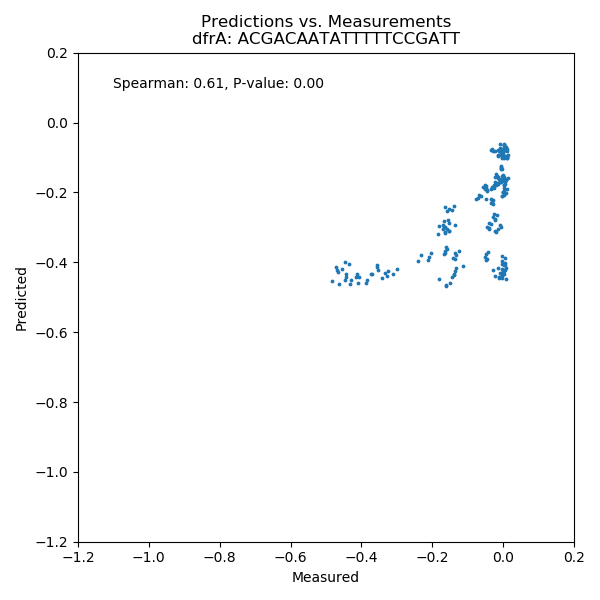 Predictions vs. Measurements
dfrA: ACGACAATATTTTTCCGATT
Spearman: 0.61, P-value: 0.00
0.2
0.0
−0.2
−0.4
−0.6
−0.8
−1.0
−1.2
Predicted
−1.2 −1.0 −0.8 −0.6 −0.4 −0.2 0.0 0.2
Measured